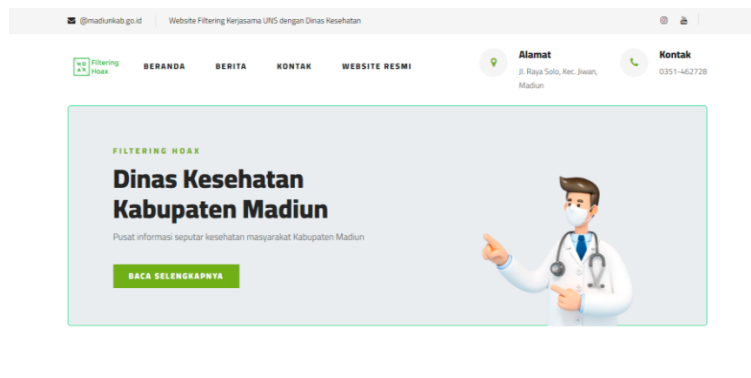 @madiunkab.go.id
Website Filtering Kerjasama UNS dengan Dinas Kesehatan
Filtering
Hoax
BERANDA
BERITA
KONTAK
WEBSITE RESMI
Alamat
Jl. Raya Solo, Kec. Jiwan,
Madiun
Kontak
0351-462728
FILTERING HOAX
Dinas Kesehatan
Kabupaten Madiun
Pusat informasi seputar kesehatan masyarakat Kabupaten Madiun
BACA SELENGKAPNYA